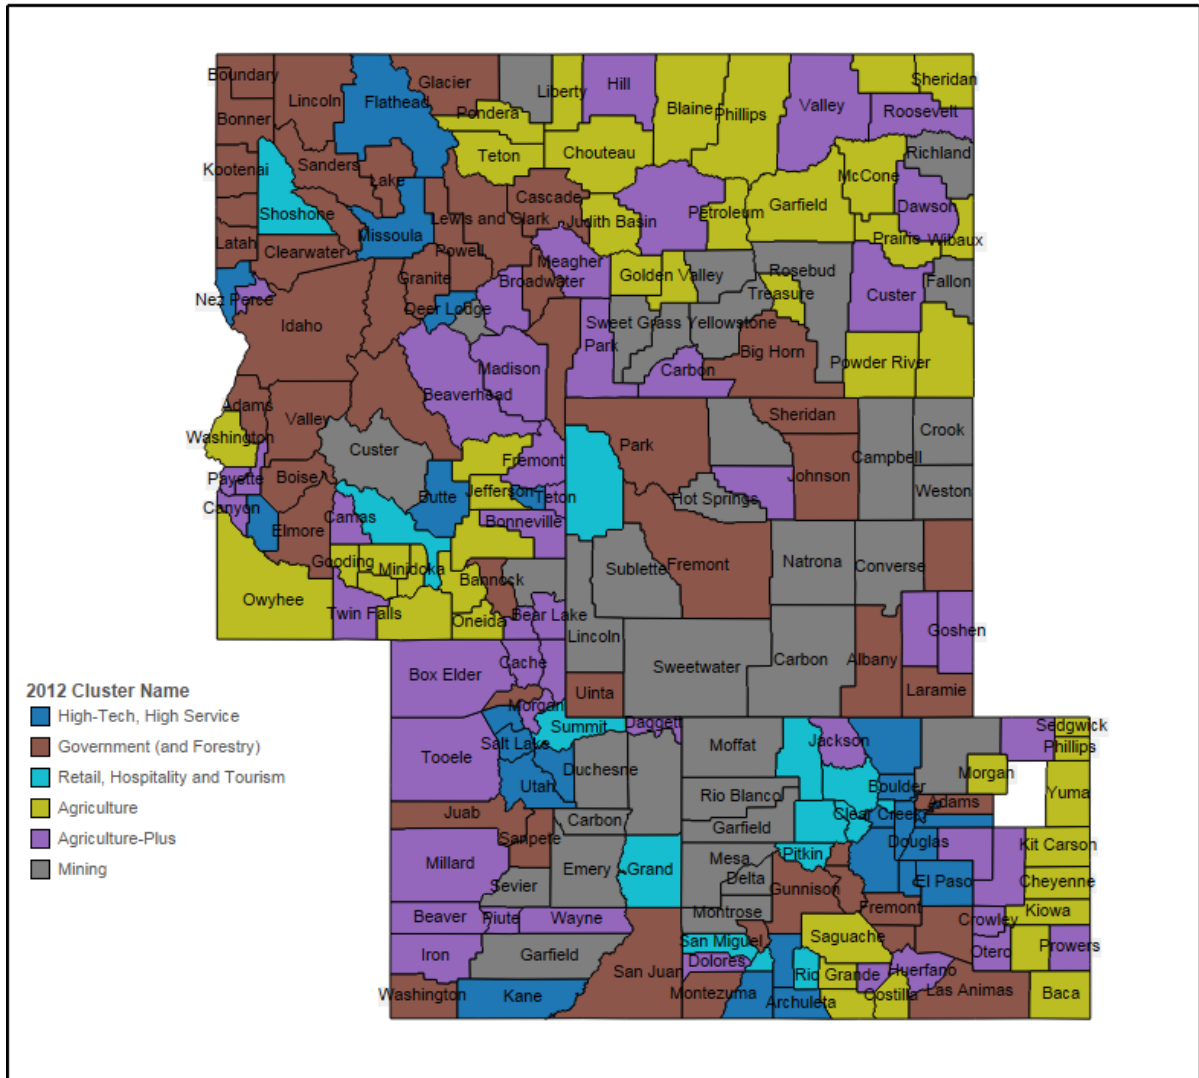 Boundary
Lincoln
Flathead
Glacier
Liberty
Hill
Blaine
Phillips
Valley
Sheridan
Bonner
Pondera
Roosevelt
Kootenai
Sanders
Lake
Teton
Chouteau
McCone
Richland
Shoshone
Missoula
Lewis and Clark
Cascade
Judith Basin
Petroleum
Garfield
Dawson
Latah
Clearwater
Powell
Prairie
Wibaux
Nez Perce
Granite
Broadwater
Meagher
Golden Valley
Rosebud
Treasure
Custer
Fallon
Idaho
Deer Lodge
Park
Sweet Grass
Yellowstone
Big Horn
Madison
Beaverhead
Carbon
Powder River
Adams
Valley
Washington
Custer
Park
Sheridan
Crook
Payette
Boise
Butte
Jefferson
Fremont
Teton
Hot Springs
Johnson
Campbell
Weston
Canyon
Elmore
Camas
Bonneville
Gooding
Minidoka
Bannock
Sublette
Fremont
Natrona
Converse
Owyhee
Twin Falls
Oneida
Bear Lake
Lincoln
Goshen
Box Elder
Cache
Sweetwater
Carbon
Albany
Uinta
Laramie
2012 Cluster Name
High-Tech, High Service
Government (and Forestry)
Retail, Hospitality and Tourism
Agriculture
Agriculture-Plus
Mining
Morgan
Summit
Daggett
Sedgwick
Tooele
Salt Lake
Duchesne
Moffat
Jackson
Phillips
Utah
Rio Blanco
Boulder
Morgan
Yuma
Juab
Carbon
Garfield
Clear Creek
Adams
Sanpete
Millard
Emery
Grand
Mesa
Pitkin
Douglas
Kit Carson
Sevier
Delta
Gunnison
El Paso
Cheyenne
Beaver
Piute
Wayne
Montrose
Fremont
Crowley
Kiowa
Iron
Garfield
San Miguel
Saguache
Otero
Prowers
San Juan
Dolores
Rio Grande
Huerfano
Washington
Kane
Montezuma
Archuleta
Costilla
Las Animas
Baca